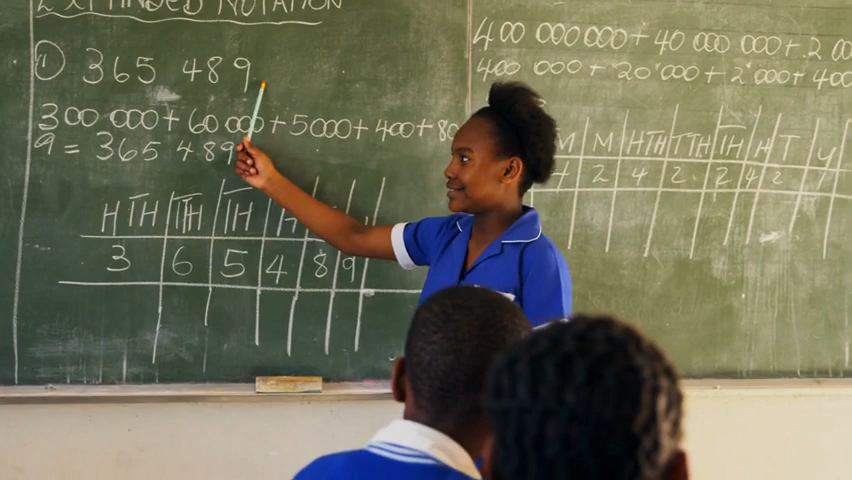 EXPANDED NOTATION
① 365 489
300 000 + 60 000 + 5000 + 400 + 80
9 = 365 489
HTH TTH TH H
3 6 5 4 8 9
400 000 000 + 40 000 000 + 2 00
400 000 + 20 000 + 2 000 + 400
M M HTH TTH TH H T U
2 4 2 2 4 2